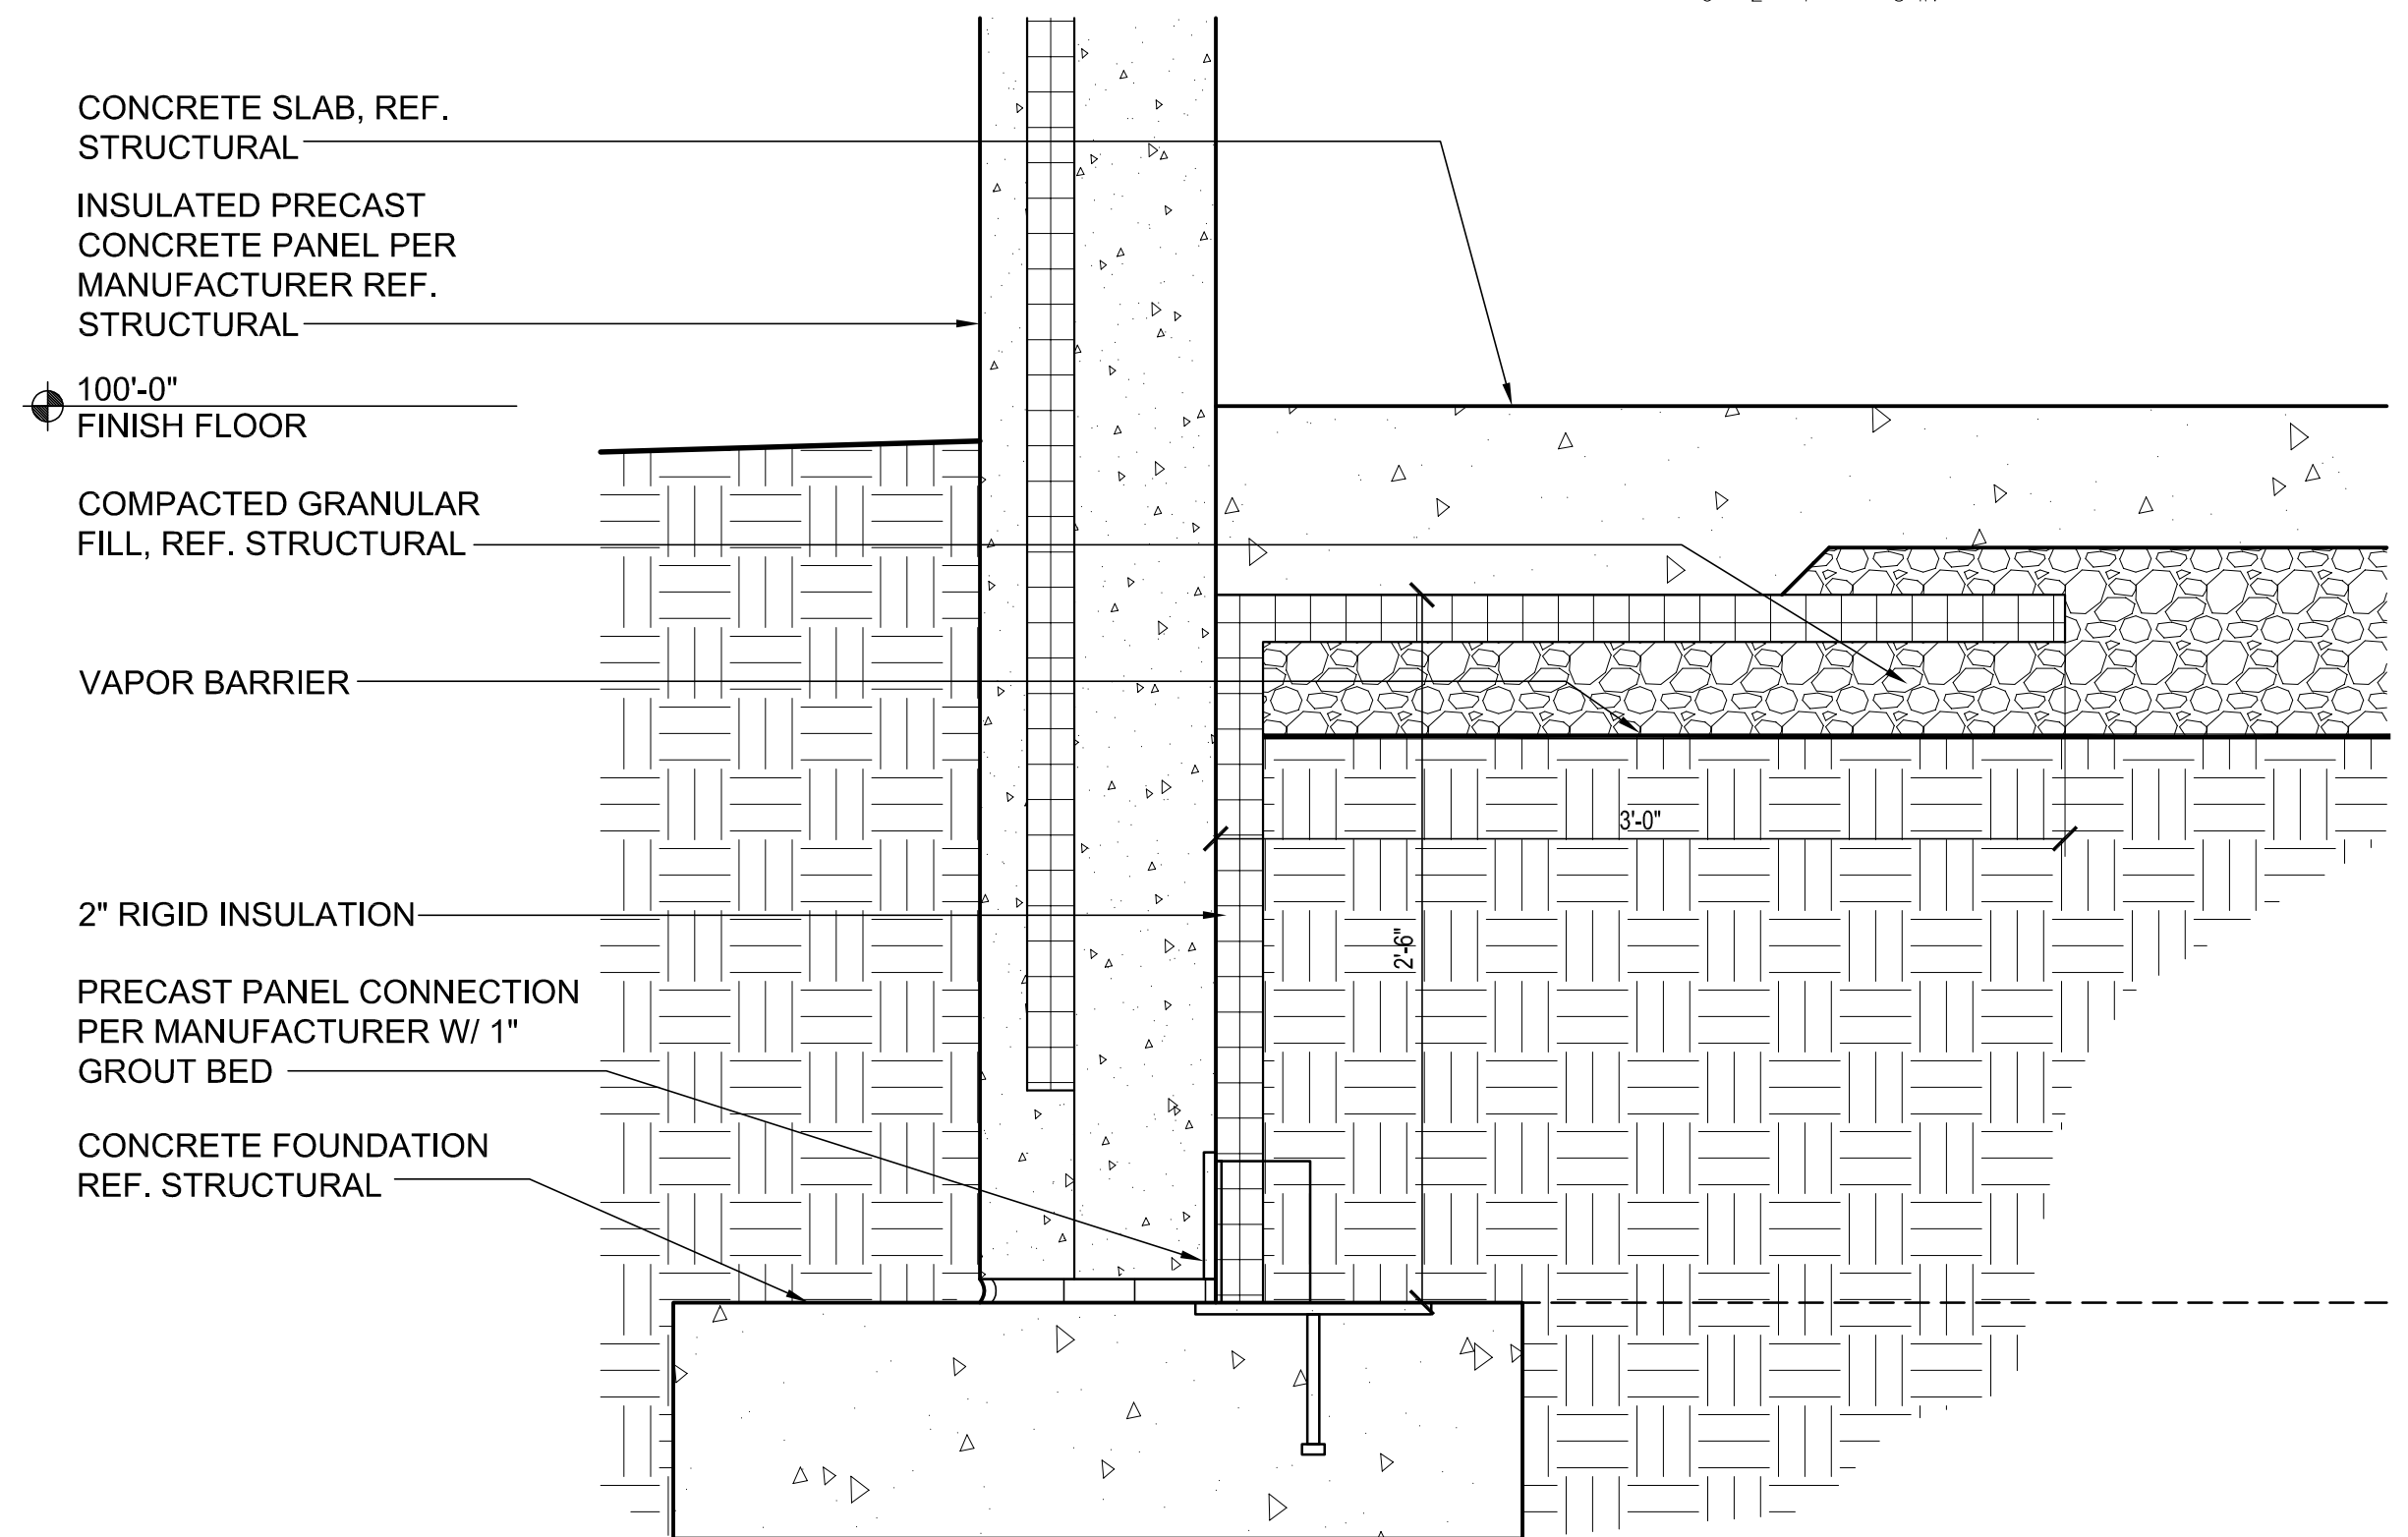 CONCRETE SLAB, REF.
STRUCTURAL
INSULATED PRECAST
CONCRETE PANEL PER
MANUFACTURER REF.
STRUCTURAL
100'-0"
FINISH FLOOR
COMPACTED GRANULAR
FILL, REF. STRUCTURAL
VAPOR BARRIER
3'-0"
2" RIGID INSULATION
2'-6"
PRECAST PANEL CONNECTION
PER MANUFACTURER W/ 1"
GROUT BED
CONCRETE FOUNDATION
REF. STRUCTURAL